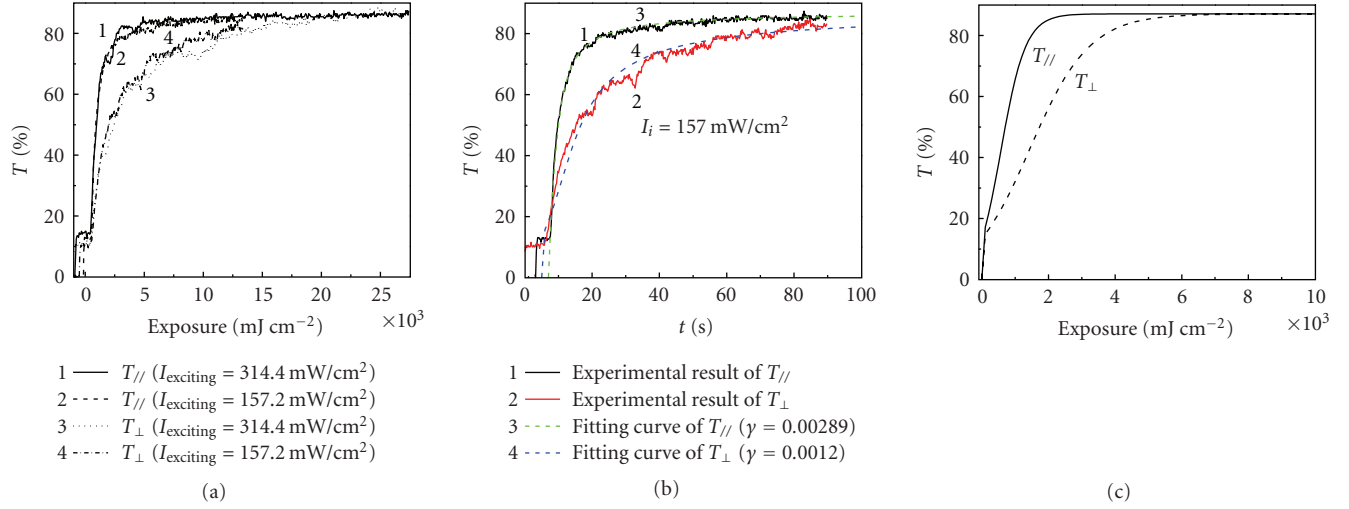 80
60
40
20
0
T (%)
1
2
4
3
0
5
10
15
20
25
Exposure (mJ cm−2)
×10³
1 T// (Iexciting = 314.4 mW/cm²)
2 T// (Iexciting = 157.2 mW/cm²)
3 T⊥ (Iexciting = 314.4 mW/cm²)
4 T⊥ (Iexciting = 157.2 mW/cm²)
(a)
80
60
40
20
0
T (%)
3
1
4
2
Ii = 157 mW/cm²
0
20
40
60
80
100
t (s)
1 Experimental result of T//
2 Experimental result of T⊥
3 Fitting curve of T// (γ = 0.00289)
4 Fitting curve of T⊥ (γ = 0.0012)
(b)
80
60
40
20
0
T (%)
T//
T⊥
0
2
4
6
8
10
Exposure (mJ cm−2)
×10³
(c)